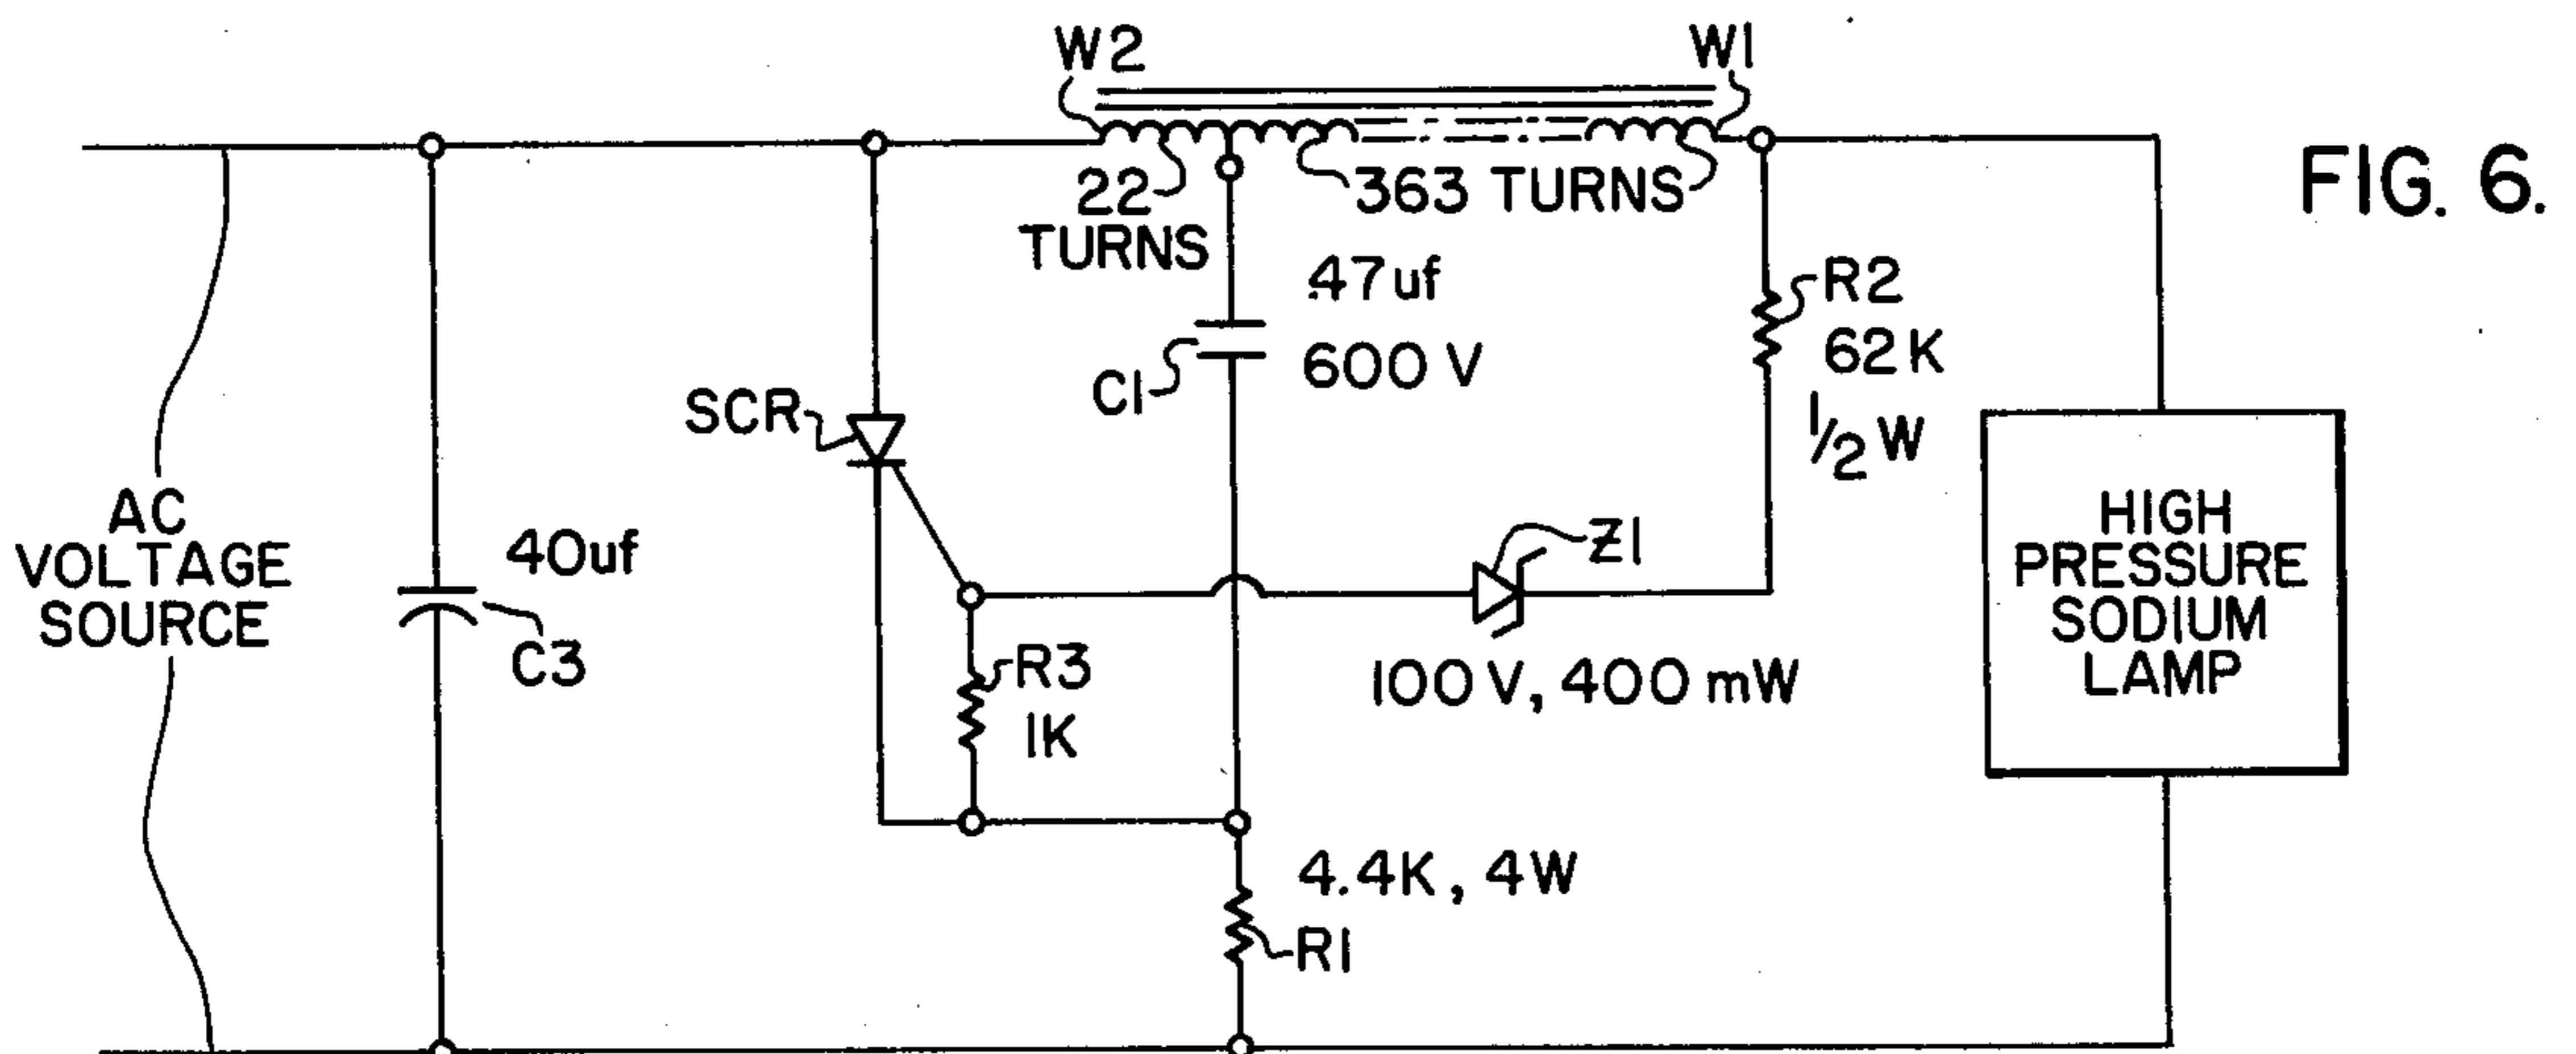 W2
W1
22
TURNS
363 TURNS
FIG. 6.
.47uf
600 V
C1
R2
62K
1/2 W
SCR
AC
VOLTAGE
SOURCE
40uf
C3
Z1
100V, 400 mW
HIGH
PRESSURE
SODIUM
LAMP
R3
1K
4.4K, 4W
R1